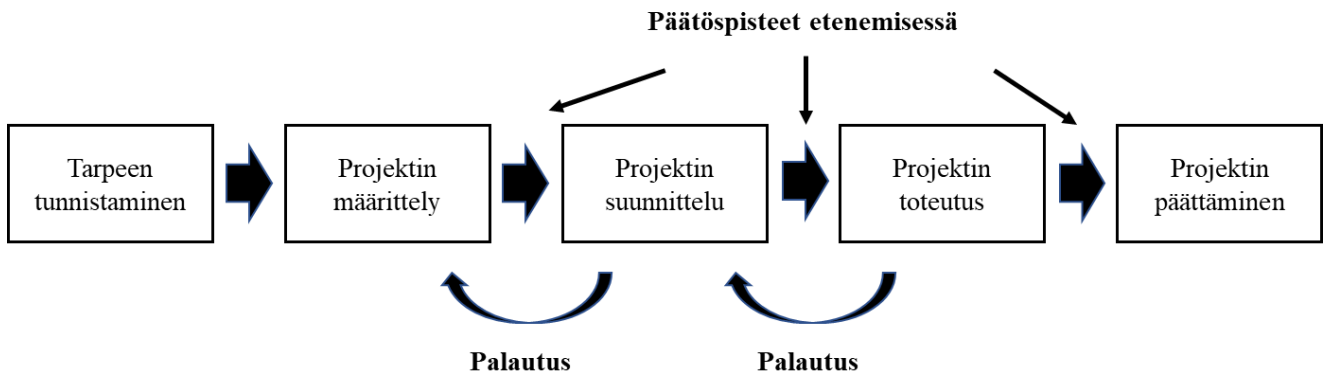 Päätöspisteet etenemisessä
Tarpeen
tunnistaminen
Projektin
määrittely
Projektin
suunnittelu
Projektin
toteutus
Projektin
päättäminen
Palautus
Palautus